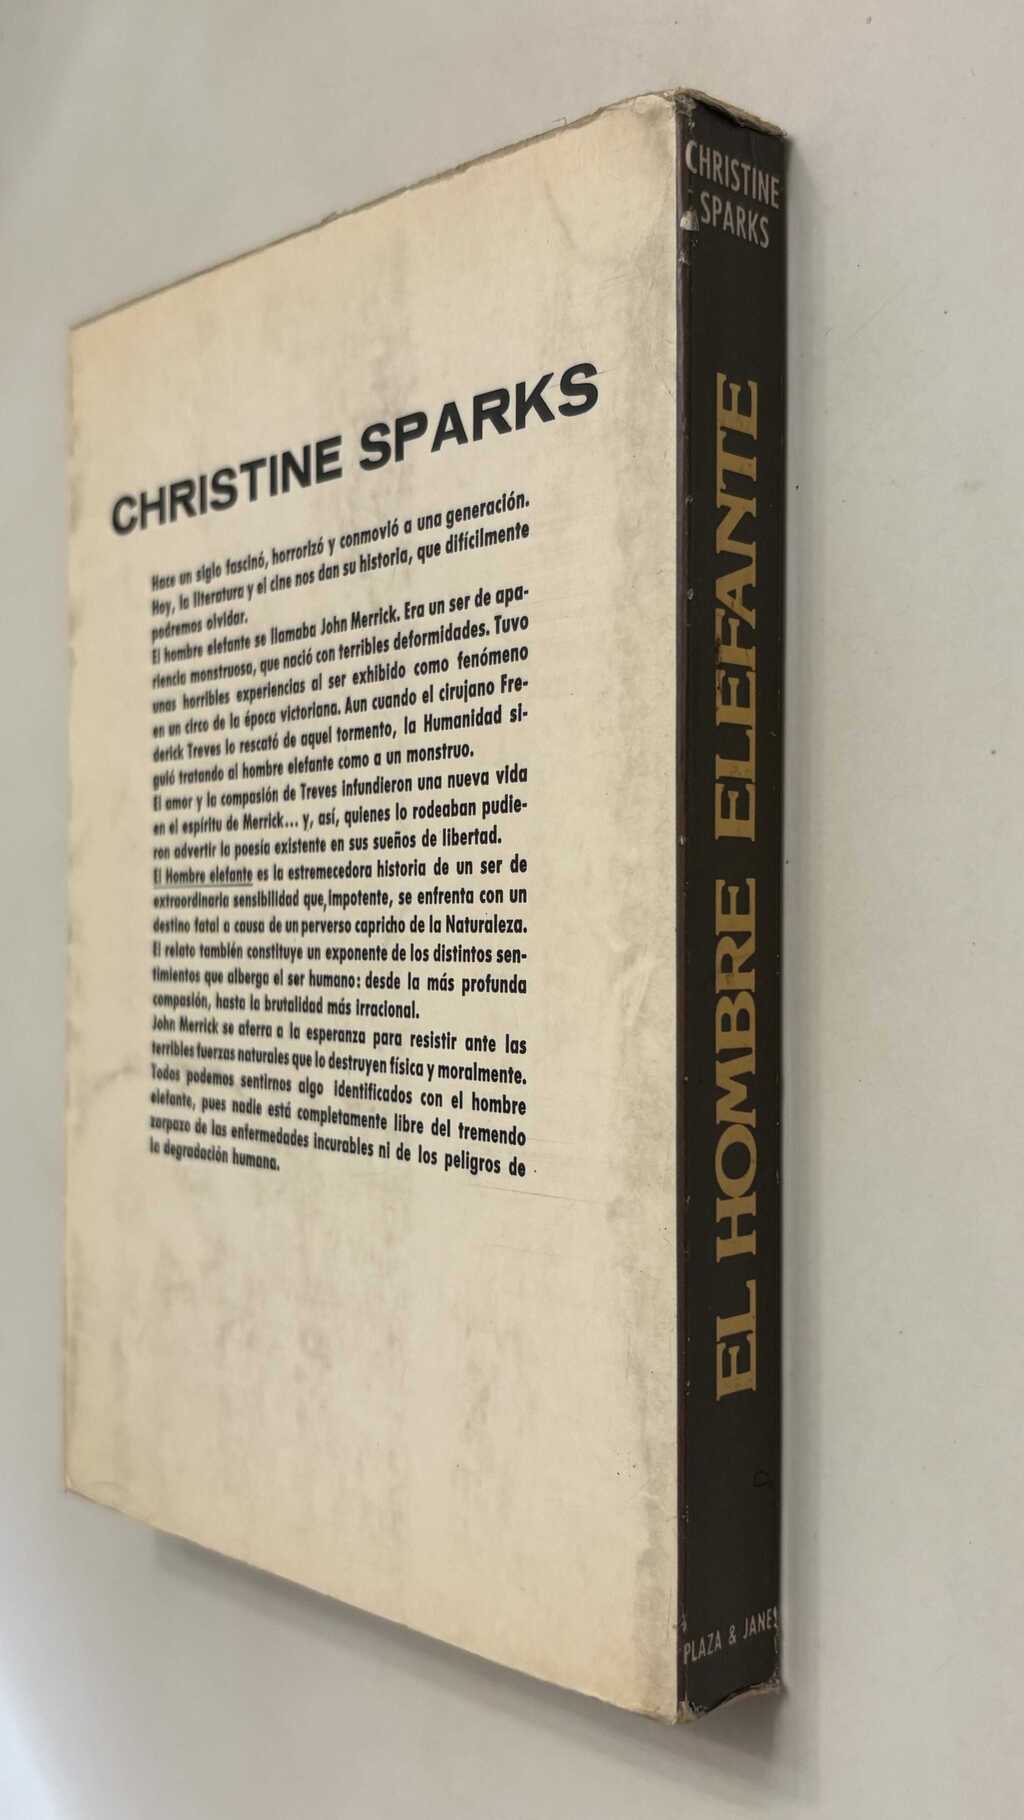 CHRISTINE SPARKS
Hace un siglo fascinó, horrorizó y conmovió a una generación.
Hoy, la literatura y el cine nos dan su historia, que difícilmente
podremos olvidar.
El hombre elefante se llamaba John Merrick. Era un ser de apa-
riencia monstruosa, que nació con terribles deformidades. Tuvo
unas horribles experiencias al ser exhibido como fenómeno
en un circo de la época victoriana. Aun cuando el cirujano Fre-
derick Treves lo rescató de aquel tormento, la Humanidad si-
guió tratando al hombre elefante como a un monstruo.
El amor y la compasión de Treves infundieron una nueva vida
en el espíritu de Merrick... y, así, quienes lo rodeaban pudie-
ron advertir la poesía existente en sus sueños de libertad.
El Hombre elefante es la estremecedora historia de un ser de
extraordinaria sensibilidad que, impotente, se enfrenta con un
destino fatal a causa de un perverso capricho de la Naturaleza.
El relato también constituye un exponente de los distintos sen-
timientos que alberga el ser humano: desde la más profunda
compasión, hasta la brutalidad más irracional.
John Merrick se aferra a la esperanza para resistir ante las
terribles fuerzas naturales que lo destruyen física y moralmente.
Todos podemos sentirnos algo identificados con el hombre
elefante, pues nadie está completamente libre del tremendo
zarpazo de las enfermedades incurables ni de los peligros de
la degradación humana.
CHRISTINE
SPARKS
EL HOMBRE ELEFANTE
PLAZA & JANES